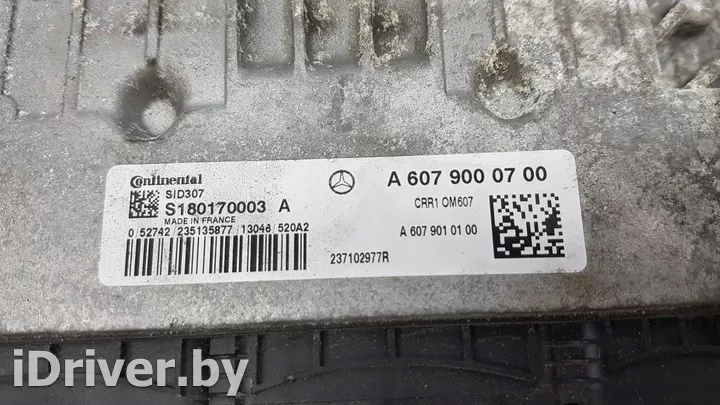 Continental
SID307
S180170003 A
MADE IN FRANCE
0 52742 235135877 13046 520A2
A 607 900 07 00
CRR1 OM607
A 607 901 01 00
237102977R
iDriver.by